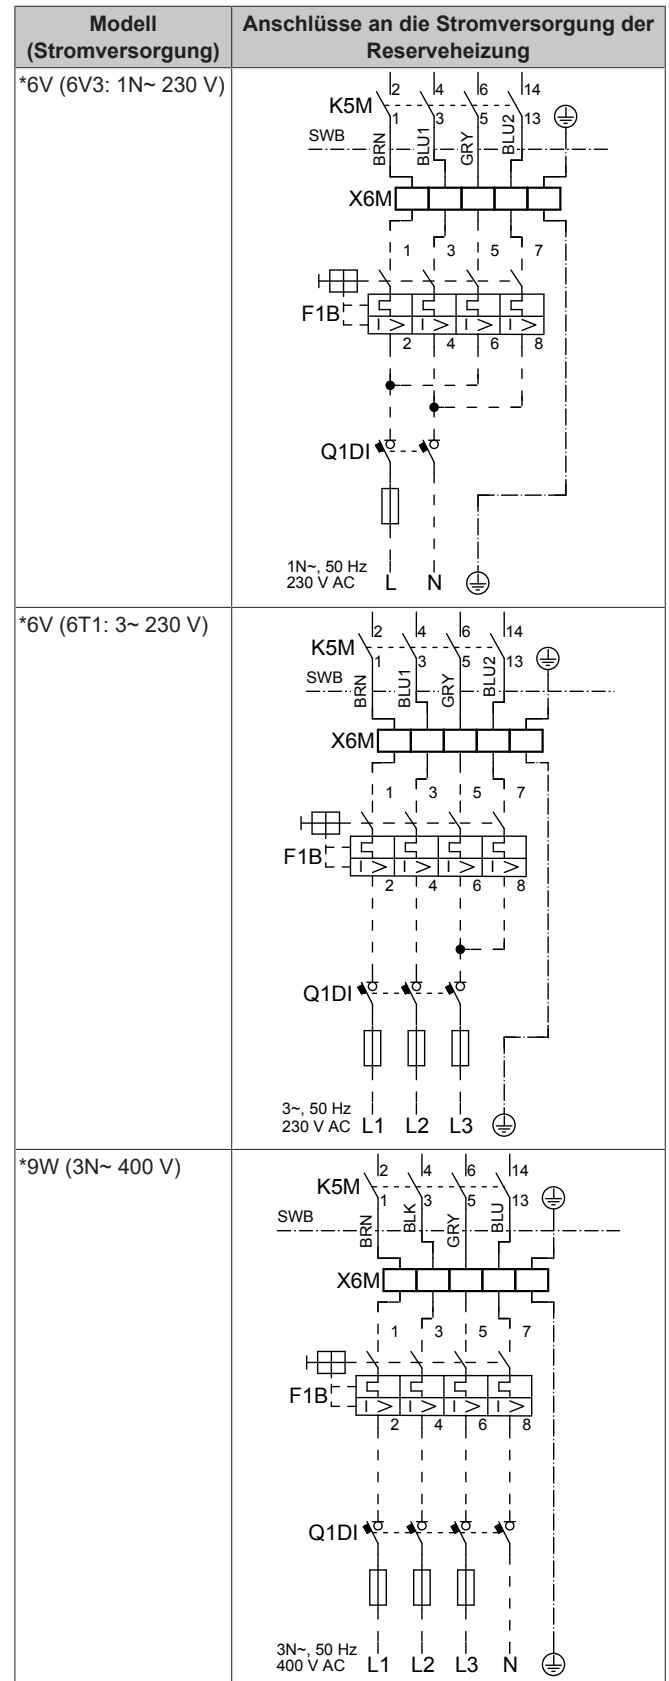 Modell
(Stromversorgung)
Anschlüsse an die Stromversorgung der
Reserveheizung
*6V (6V3: 1N~ 230 V)
2 4 6 14
K5M
1 3 5 13
SWB
BRN BLU1 GRY BLU2
X6M
1 3 5 7
F1B
I > I > I > I >
2 4 6 8
Q1DI
1N~, 50 Hz
230 V AC
L N
*6V (6T1: 3~ 230 V)
2 4 6 14
K5M
1 3 5 13
SWB
BRN BLU1 GRY BLU2
X6M
1 3 5 7
F1B
I > I > I > I >
2 4 6 8
Q1DI
3~, 50 Hz
230 V AC
L1 L2 L3
*9W (3N~ 400 V)
2 4 6 14
K5M
1 3 5 13
SWB
BRN BLK GRY BLU
X6M
1 3 5 7
F1B
I > I > I > I >
2 4 6 8
Q1DI
3N~, 50 Hz
400 V AC
L1 L2 L3 N